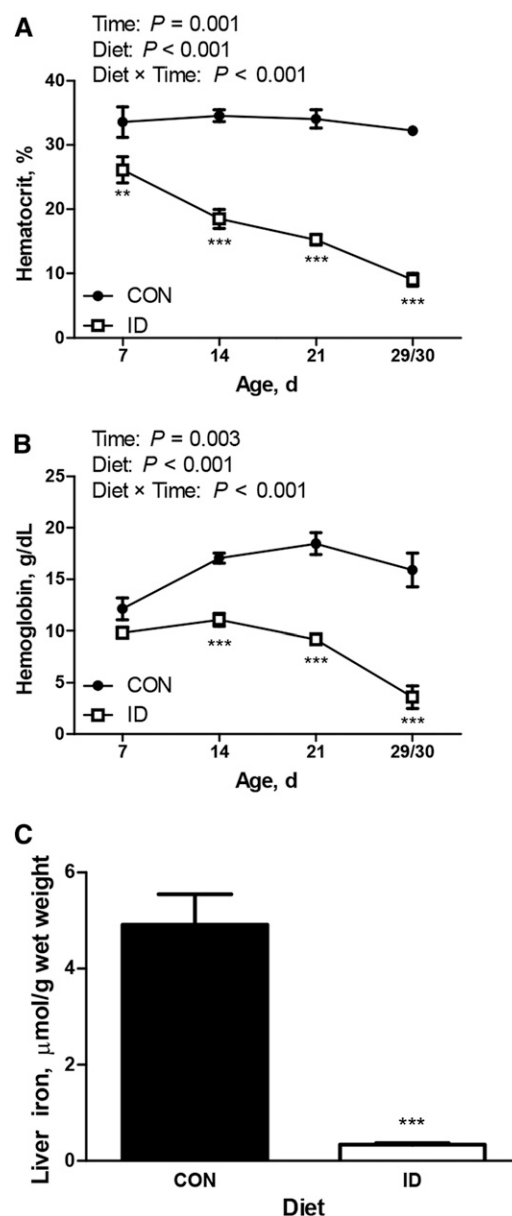 A
Time: P = 0.001
Diet: P < 0.001
Diet × Time: P < 0.001
Hematocrit, %
40
30
20
10
0
**
***
***
***
CON
ID
7 14 21 29/30
Age, d
B
Time: P = 0.003
Diet: P < 0.001
Diet × Time: P < 0.001
Hemoglobin, g/dL
25
20
15
10
5
0
***
***
***
CON
ID
7 14 21 29/30
Age, d
C
Liver iron, μmol/g wet weight
6
4
2
0
***
CON ID
Diet